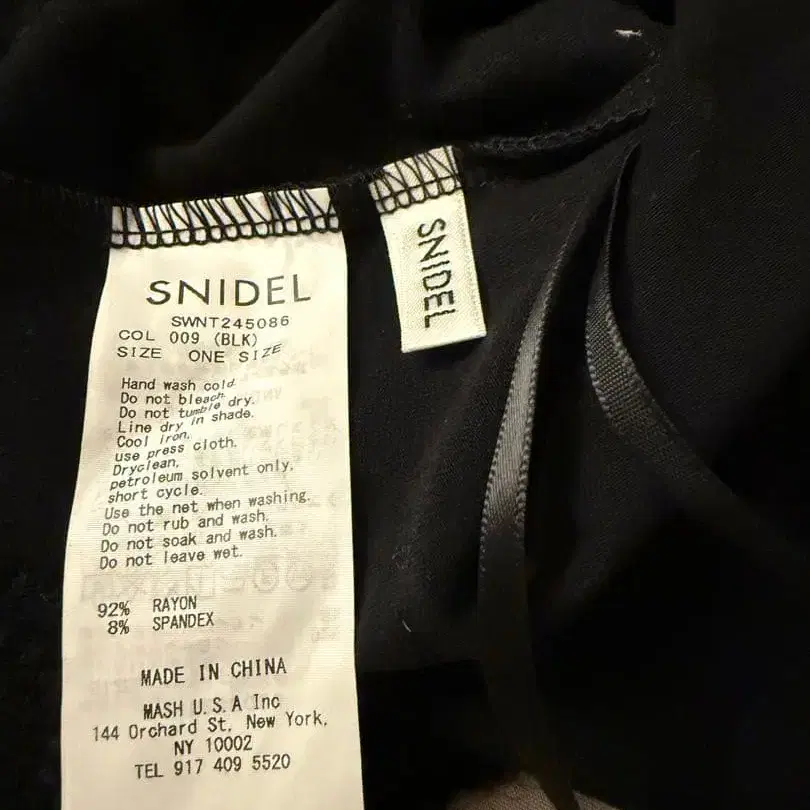 SNIDEL
SWNT245086
COL 009 (BLK)
SIZE ONE SIZE
Hand wash cold.
Do not bleach.
Do not tumble dry.
Line dry in shade.
Cool iron,
use press cloth.
Dryclean,
petroleum solvent only,
short cycle.
Use the net when washing.
Do not rub and wash.
Do not soak and wash.
Do not leave wet.
92% RAYON
8% SPANDEX
MADE IN CHINA
MASH U.S.A Inc
144 Orchard St, New York,
NY 10002
TEL 917 409 5520
SNIDEL